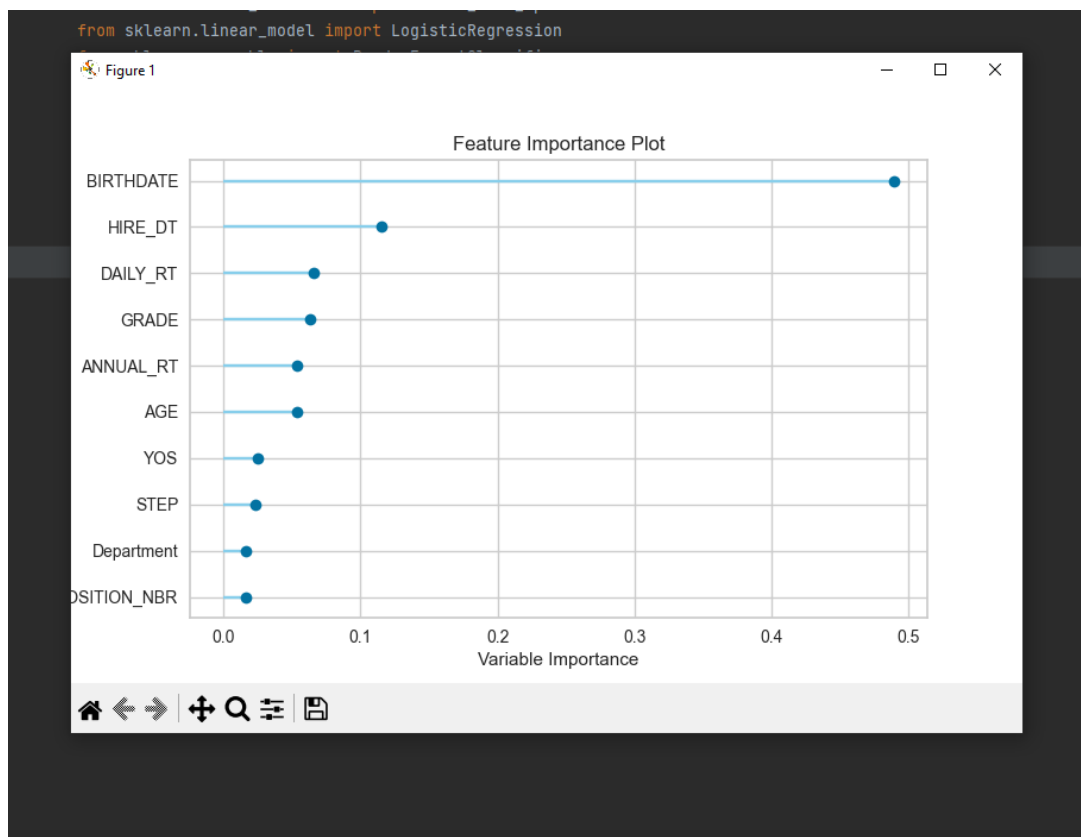 from sklearn.linear_model import LogisticRegression
Figure 1
Feature Importance Plot
BIRTHDATE
HIRE_DT
DAILY_RT
GRADE
ANNUAL_RT
AGE
YOS
STEP
Department
OSITION_NBR
0.0 0.1 0.2 0.3 0.4 0.5
Variable Importance